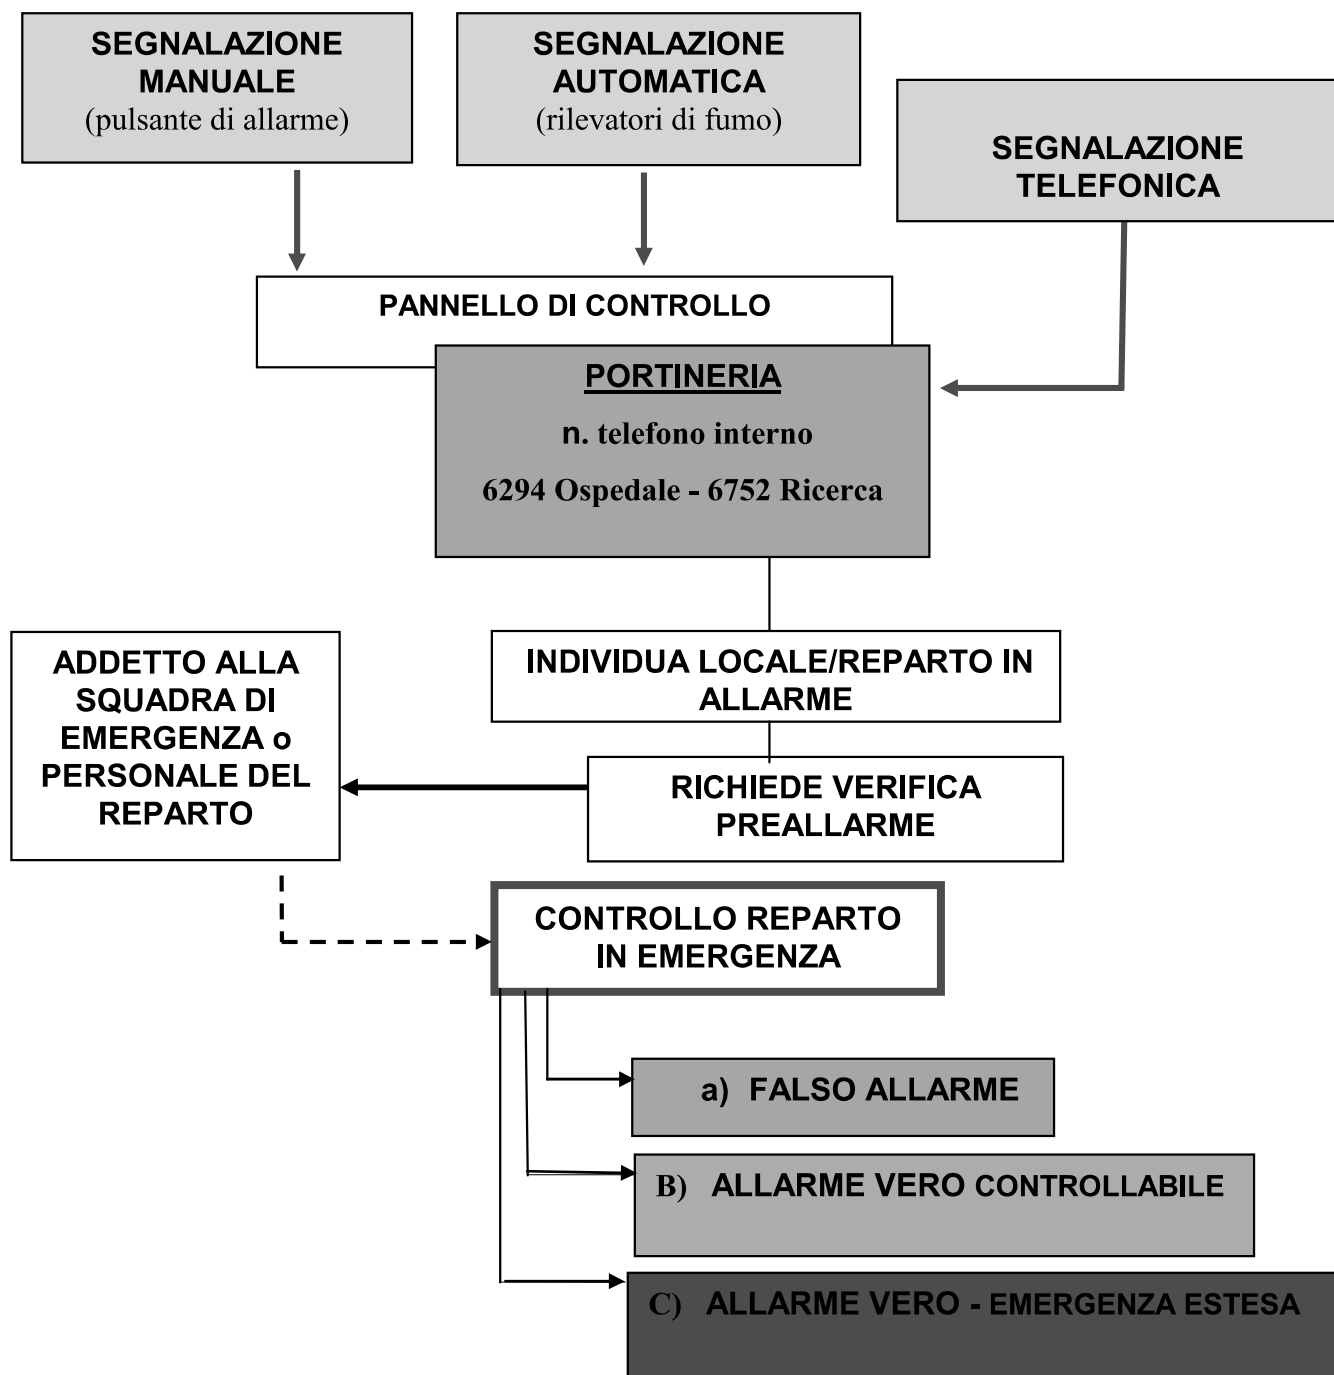 SEGNALAZIONE
MANUALE
(pulsante di allarme)
SEGNALAZIONE
AUTOMATICA
(rilevatori di fumo)
SEGNALAZIONE
TELEFONICA
PANNELLO DI CONTROLLO
PORTINERIA
n. telefono interno
6294 Ospedale - 6752 Ricerca
INDIVIDUA LOCALE/REPARTO IN
ALLARME
ADDETTO ALLA
SQUADRA DI
EMERGENZA o
PERSONALE DEL
REPARTO
RICHIEDE VERIFICA
PREALLARME
CONTROLLO REPARTO
IN EMERGENZA
a) FALSO ALLARME
B) ALLARME VERO CONTROLLABILE
C) ALLARME VERO - EMERGENZA ESTESA